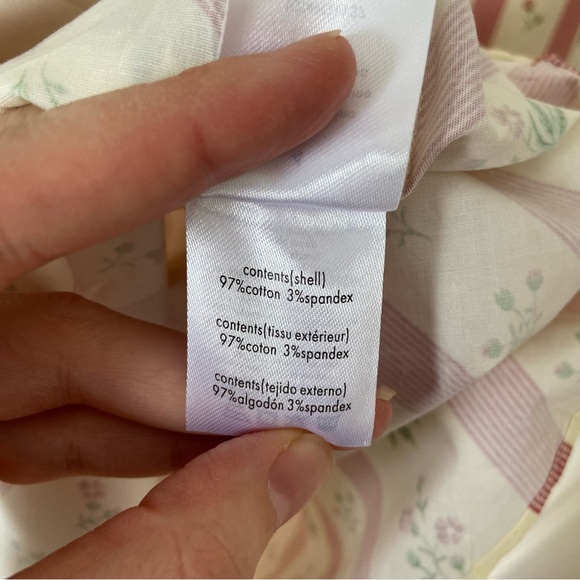 contents(shell)
97%cotton 3%spandex
contents(tissu extérieur)
97%coton 3%spandex
contents(tejido externo)
97%algodón 3%spandex